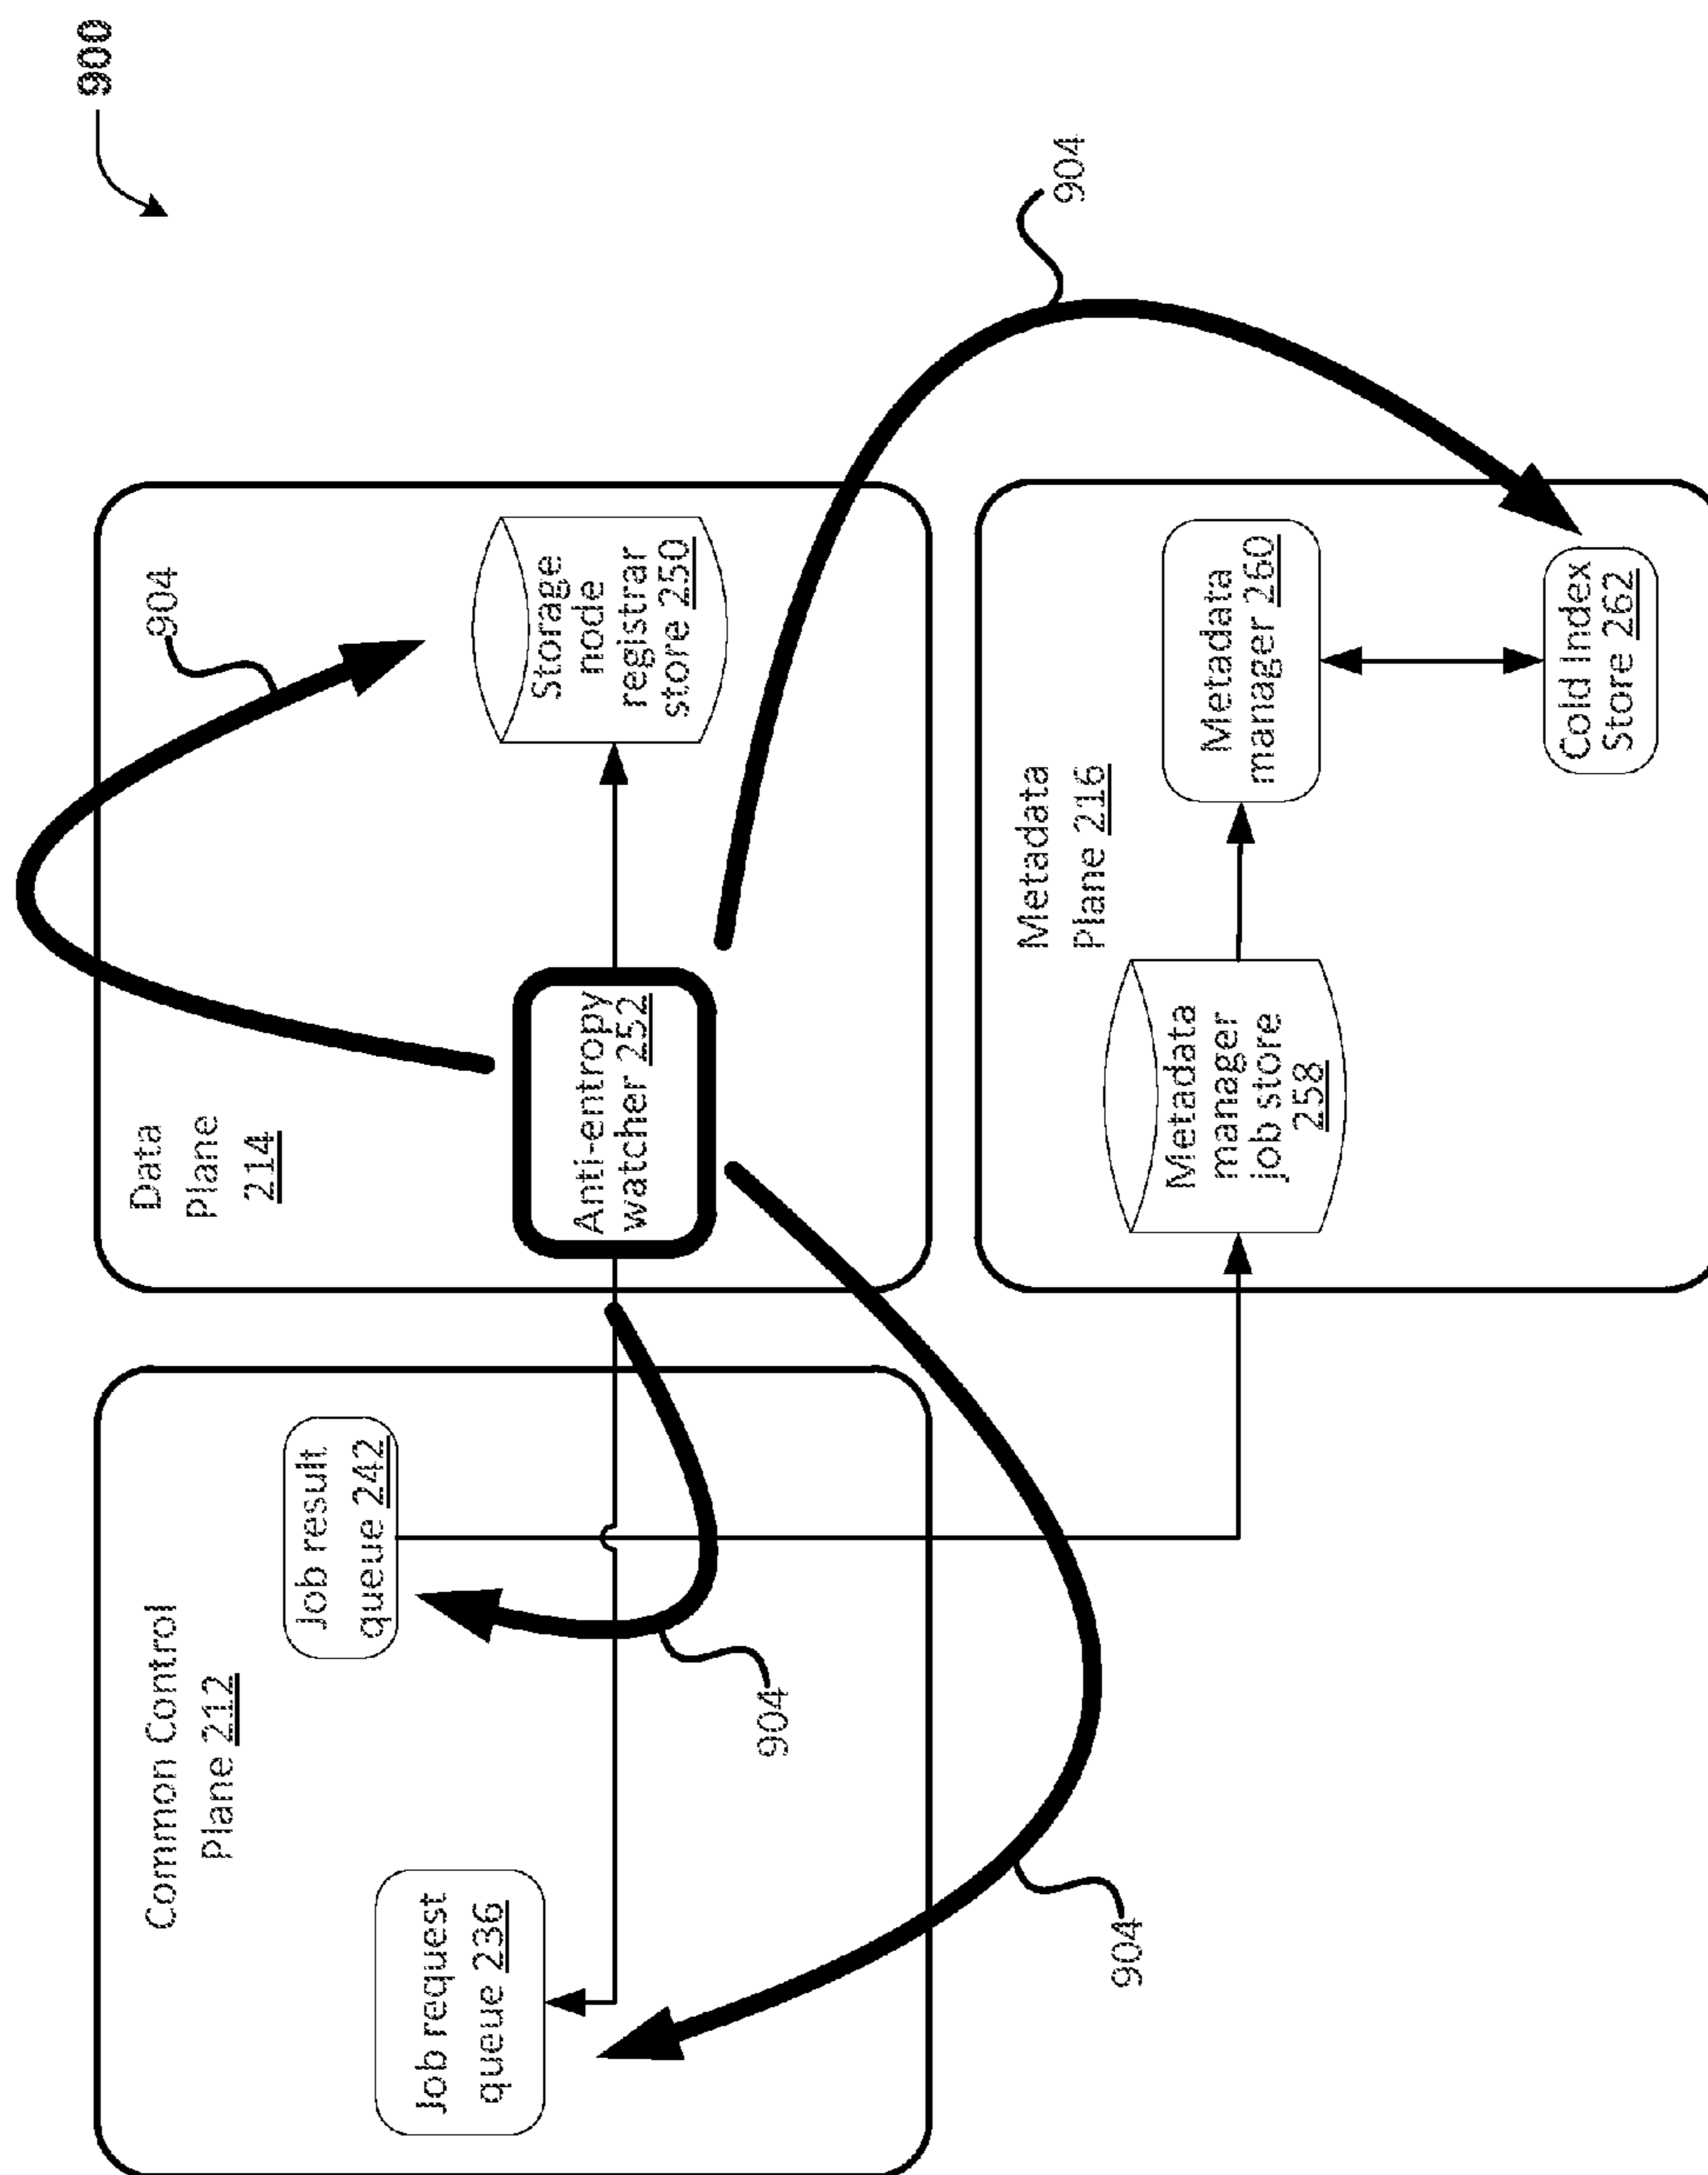 900
Common Control
Plane 212
Job request
queue 236
Job result
queue 242
904
904
Data
Plane
214
Anti-entropy
watcher 252
904
Storage
node
registrar
store 250
904
Metadata
Plane 216
Metadata
manager
job store
258
Metadata
manager 260
Cold Index
Store 262